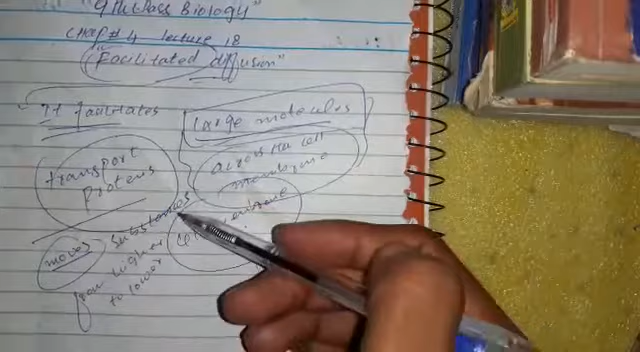 "9th Class Biology"
Chap # 4 lecture 18
"Facilitated diffusion"
It facilitates
Large molecules
across the cell
membrane
transport
proteins
moves substances
from higher
to lower